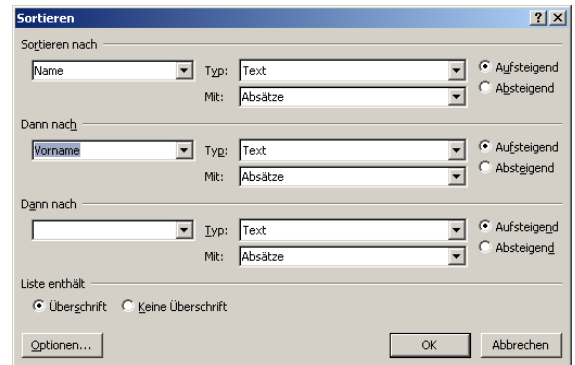 Sortieren
Sortieren nach
Name Typ: Text Aufsteigend
Mit: Absätze Absteigend
Dann nach
Vorname Typ: Text Aufsteigend
Mit: Absätze Absteigend
Dann nach
Typ: Text Aufsteigend
Mit: Absätze Absteigend
Liste enthält
Überschrift Keine Überschrift
Optionen... OK Abbrechen